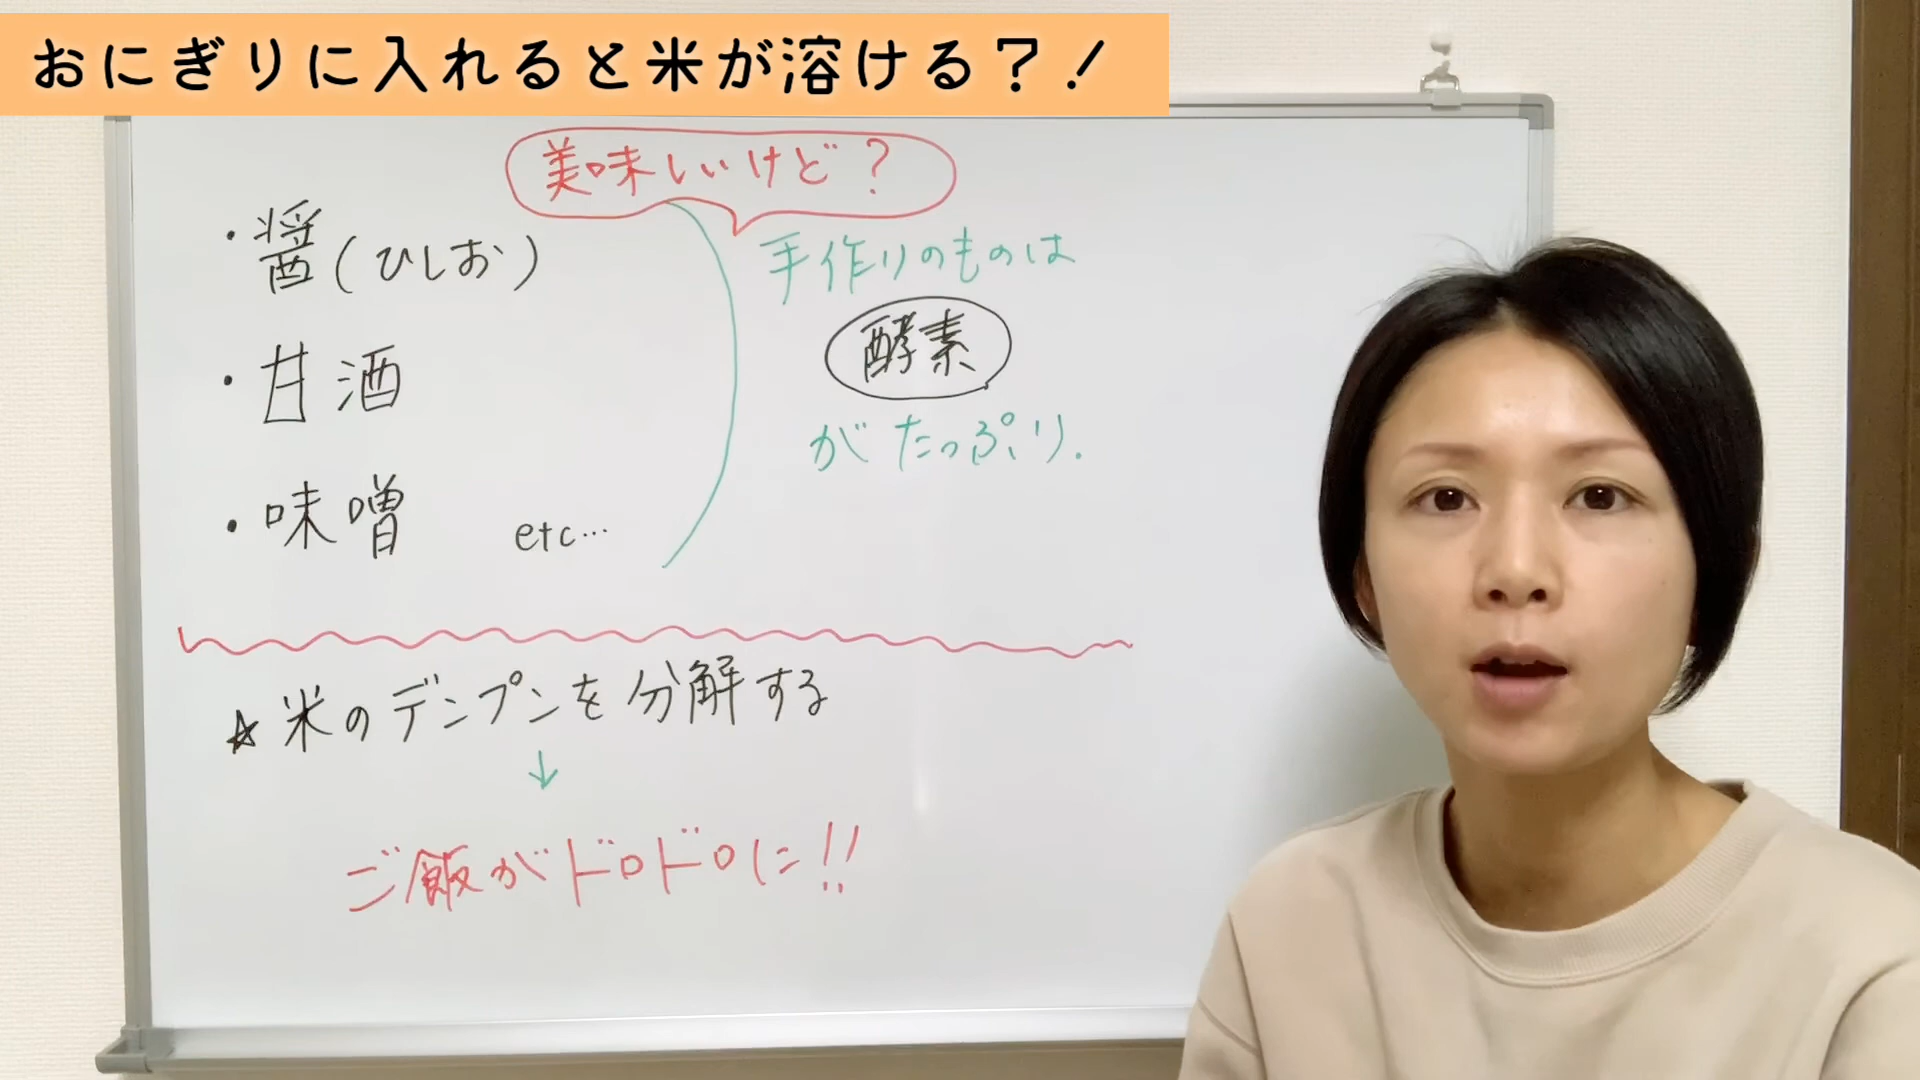 おにぎりに入れると米が溶ける?!
美味しいけど?
・醤(ひしお)
・甘酒
・味噌 etc…
手作りのものは
酵素
がたっぷり.
☆米のデンプンを分解する
↓
ご飯がドロドロに!!